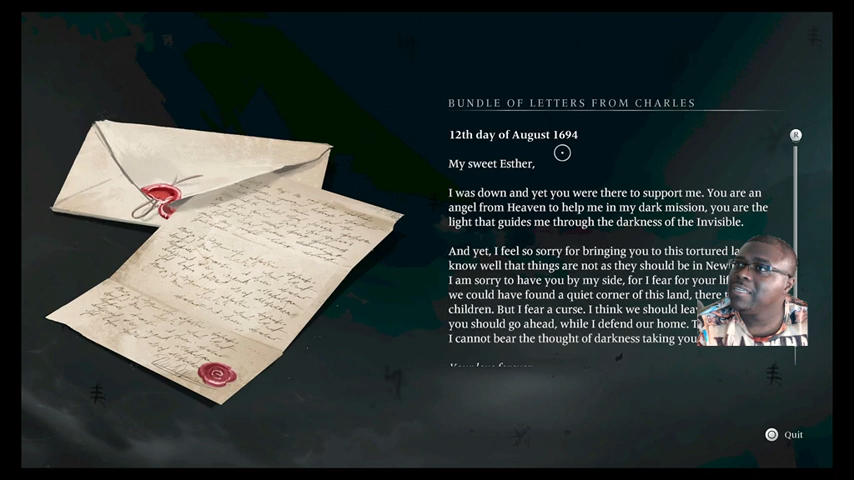 BUNDLE OF LETTERS FROM CHARLES
12th day of August 1694
R
My sweet Esther,
I was down and yet you were there to support me. You are an
angel from Heaven to help me in my dark mission, you are the
light that guides me through the darkness of the Invisible.
And yet, I feel so sorry for bringing you to this tortured
know well that things are not as they should be in
I am sorry to have you by my side, for I fear for your
we could have found a quiet corner of this land, there
children. But I fear a curse. I think we should
you should go ahead, while I defend our home.
I cannot bear the thought of darkness taking you
Quit